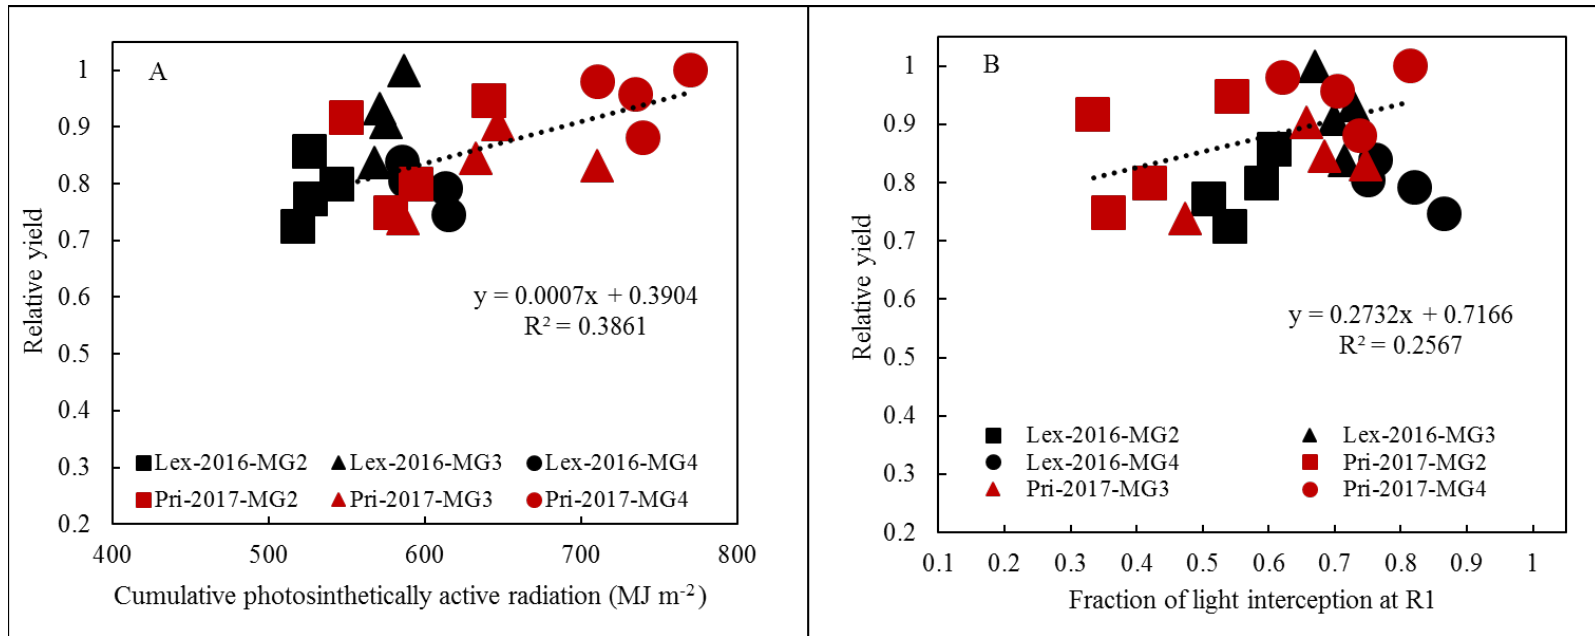 A
Relative yield
1
0.9
0.8
0.7
0.6
0.5
0.4
0.3
0.2
y = 0.0007x + 0.3904
R² = 0.3861
Lex-2016-MG2 Lex-2016-MG3 Lex-2016-MG4
Pri-2017-MG2 Pri-2017-MG3 Pri-2017-MG4
400 500 600 700 800
Cumulative photosinthetically active radiation (MJ m⁻²)
B
Relative yield
1
0.9
0.8
0.7
0.6
0.5
0.4
0.3
0.2
y = 0.2732x + 0.7166
R² = 0.2567
Lex-2016-MG2 Lex-2016-MG3
Lex-2016-MG4 Pri-2017-MG2
Pri-2017-MG3 Pri-2017-MG4
0.1 0.2 0.3 0.4 0.5 0.6 0.7 0.8 0.9 1
Fraction of light interception at R1